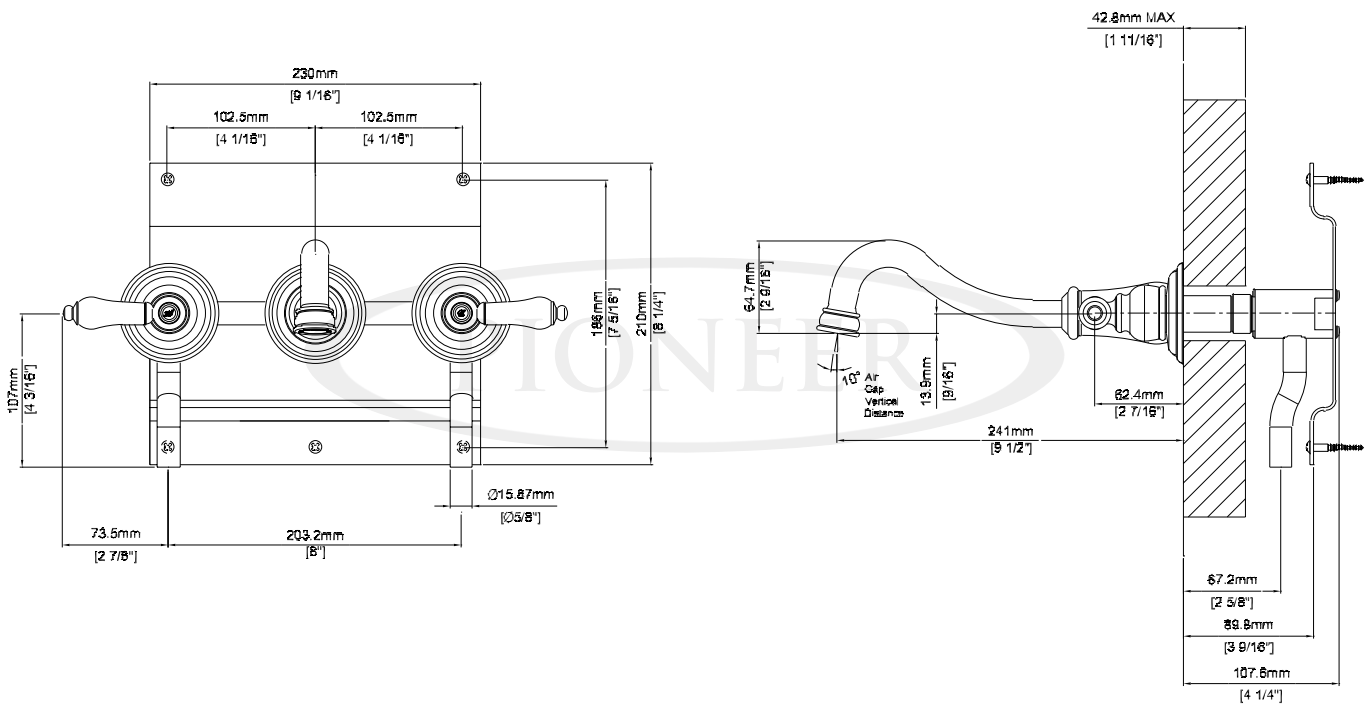 42.8mm MAX
[1 11/16"]
230mm
[9 1/16"]
102.5mm
[4 1/16"]
102.5mm
[4 1/16"]
107mm
[4 3/16"]
186mm
[7 5/16"]
210mm
[8 1/4"]
64.7mm
[2 9/16"]
PIONEER
10° Air
Gap
Vertical
Distance
13.9mm
[9/16"]
62.4mm
[2 7/16"]
241mm
[9 1/2"]
Ø15.87mm
[Ø5/8"]
73.5mm
[2 7/8"]
203.2mm
[8"]
67.2mm
[2 5/8"]
89.8mm
[3 9/16"]
107.6mm
[4 1/4"]